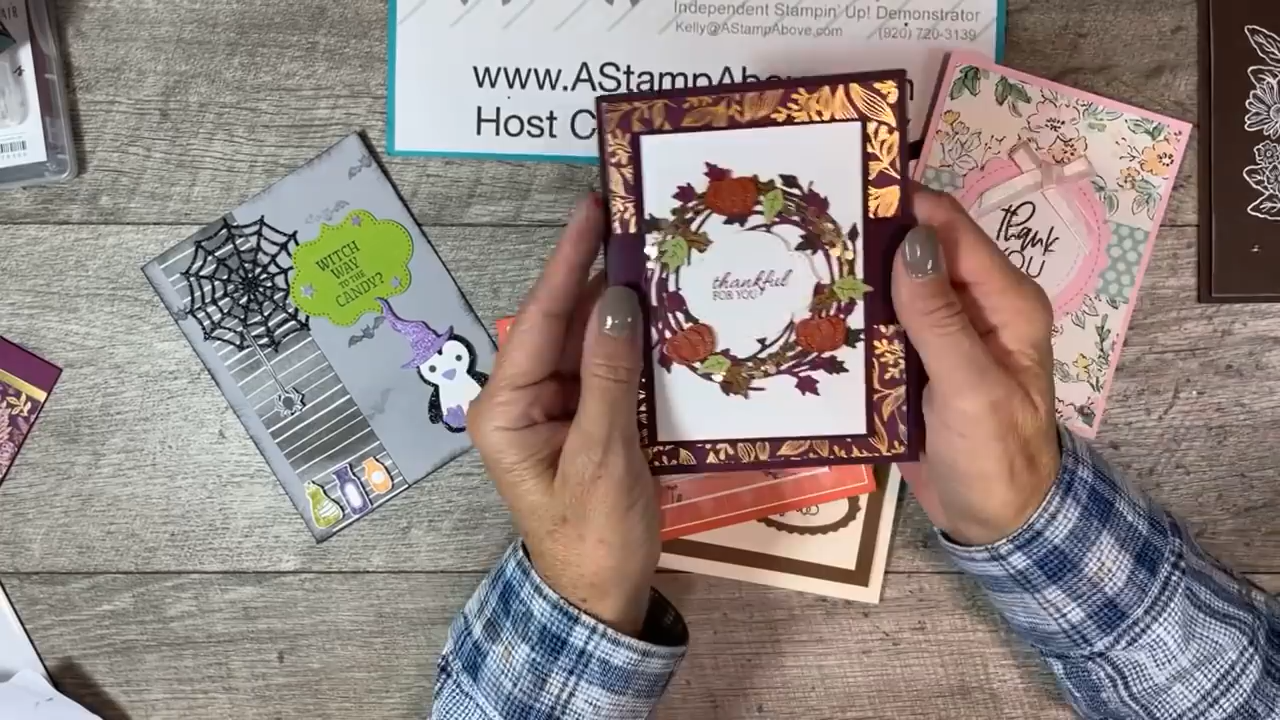 Independent Stampin' Up! Demonstrator
Kelly@AStampAbove.com (920) 720-3139
www.AStampAbove
Host C
WITCH
WAY
TO THE
CANDY?
thankful
FOR YOU
Thank
YOU